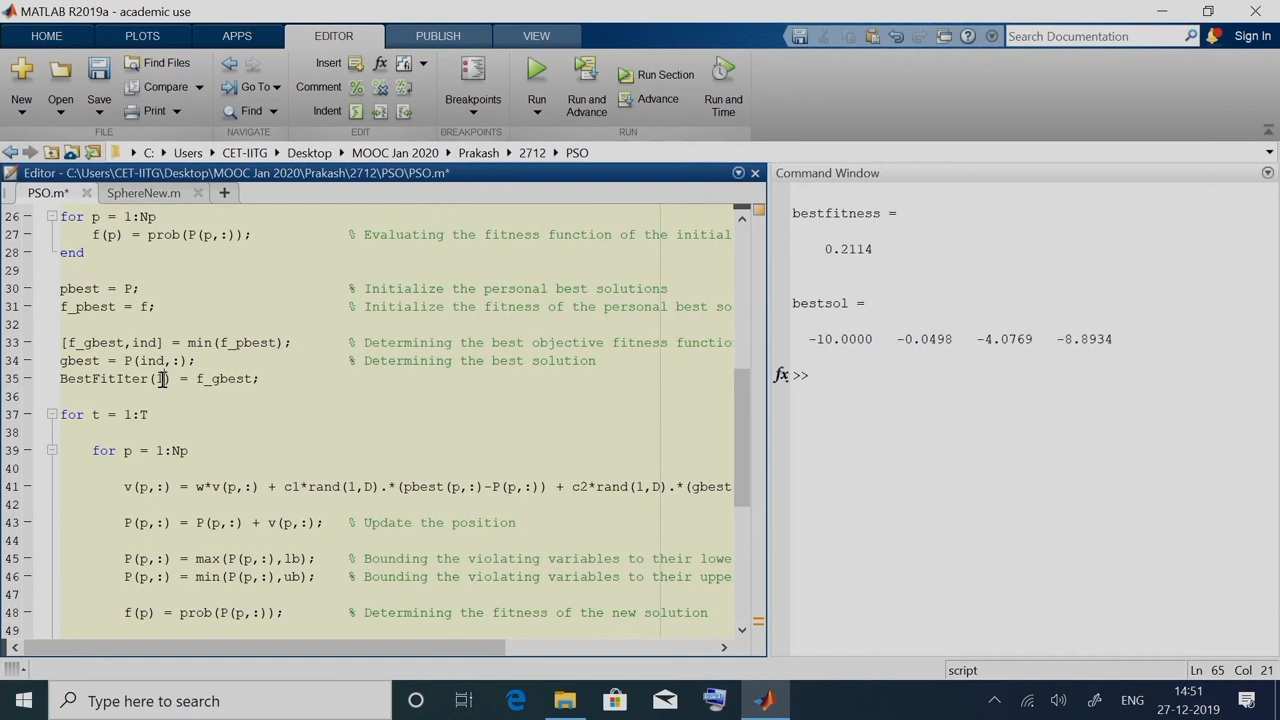 MATLAB R2019a - academic use
HOME PLOTS APPS EDITOR PUBLISH VIEW Search Documentation Sign In
New Open Save Find Files Compare Print
Go To Find
Insert fx Comment % Indent
Breakpoints
Run Run and Advance Run Section Advance Run and Time
FILE NAVIGATE EDIT BREAKPOINTS RUN
C: Users CET-IITG Desktop MOOC Jan 2020 Prakash 2712 PSO
Editor - C:\Users\CET-IITG\Desktop\MOOC Jan 2020\Prakash\2712\PSO\PSO.m*
PSO.m* SphereNew.m
26 for p = 1:Np
27 f(p) = prob(P(p,:)); % Evaluating the fitness function of the initial
28 end
29
30 pbest = P; % Initialize the personal best solutions
31 f_pbest = f; % Initialize the fitness of the personal best so
32
33 [f_gbest,ind] = min(f_pbest); % Determining the best objective fitness functio
34 gbest = P(ind,:); % Determining the best solution
35 BestFitIter(1) = f_gbest;
36
37 for t = 1:T
38
39 for p = 1:Np
40
41 v(p,:) = w*v(p,:) + c1*rand(1,D).*(pbest(p,:)-P(p,:)) + c2*rand(1,D).*(gbest
42
43 P(p,:) = P(p,:) + v(p,:); % Update the position
44
45 P(p,:) = max(P(p,:),lb); % Bounding the violating variables to their lowe
46 P(p,:) = min(P(p,:),ub); % Bounding the violating variables to their uppe
47
48 f(p) = prob(P(p,:)); % Determining the fitness of the new solution
49
Command Window
bestfitness =
0.2114
bestsol =
-10.0000 -0.0498 -4.0769 -8.8934
fx >>
script Ln 65 Col 21
Type here to search
ENG
14:51
27-12-2019